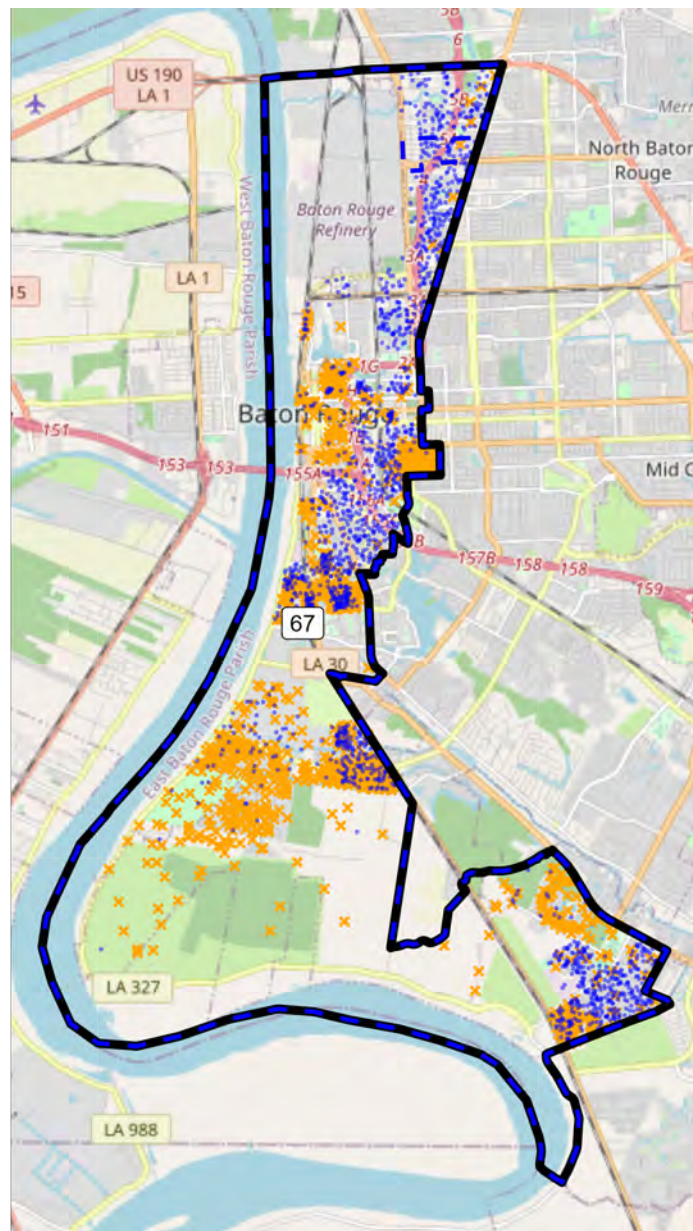 5B
6
US 190
LA 1
Merr
5B
North Baton
Rouge
West Baton Rouge Parish
Baton Rouge
Refinery
LA 1
15
3A
1G
2A
Baton Rouge
151
153
153
155A
Mid C
B
157B
158
158
159
67
LA 30
East Baton Rouge Parish
LA 327
LA 988